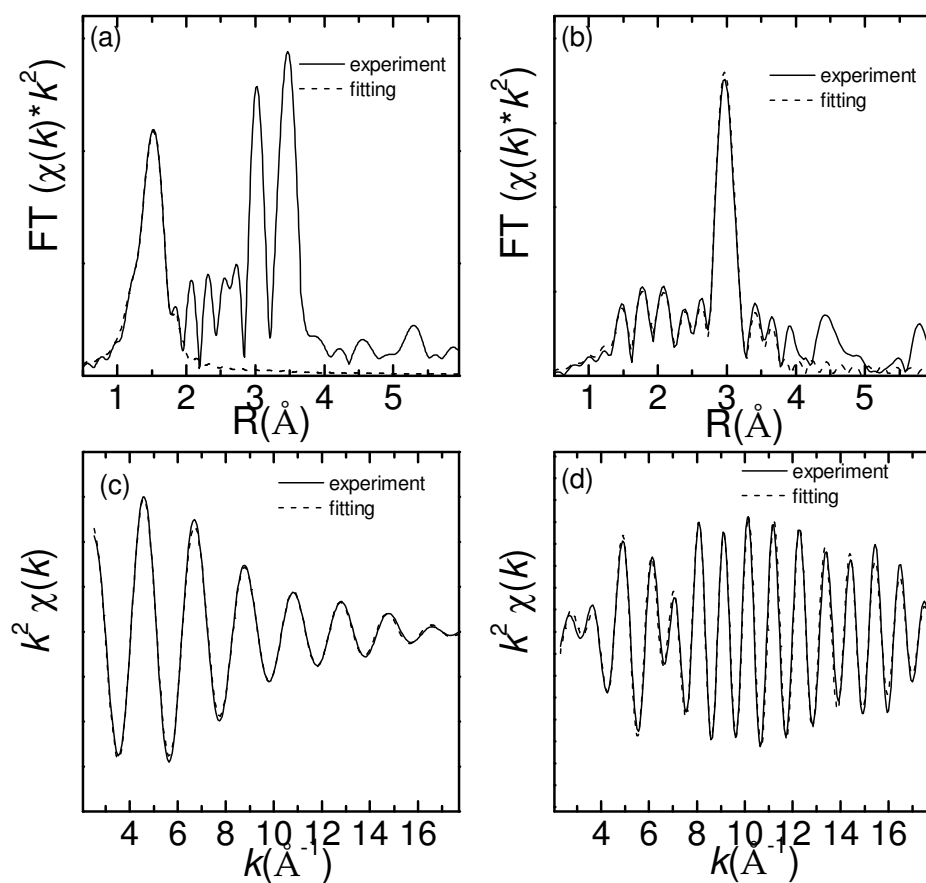 (a)
experiment
fitting
FT (χ(k)*k²)
1 2 3 4 5
R(Å)
(b)
experiment
fitting
FT (χ(k)*k²)
1 2 3 4 5
R(Å)
(c)
experiment
fitting
k² χ(k)
4 6 8 10 12 14 16
k(Å⁻¹)
(d)
experiment
fitting
k² χ(k)
4 6 8 10 12 14 16
k(Å⁻¹)